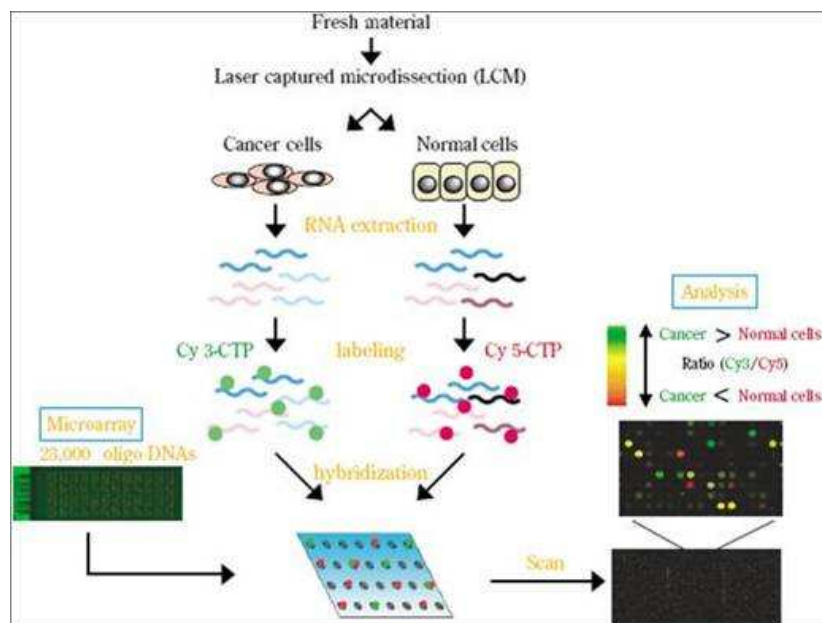 Fresh material
Laser captured microdissection (LCM)
Cancer cells
Normal cells
RNA extraction
Cy 3-CTP
labeling
Cy 5-CTP
hybridization
Microarray
23,000 oligo DNAs
Scan
Analysis
Cancer > Normal cells
Ratio (Cy3/Cy5)
Cancer < Normal cells